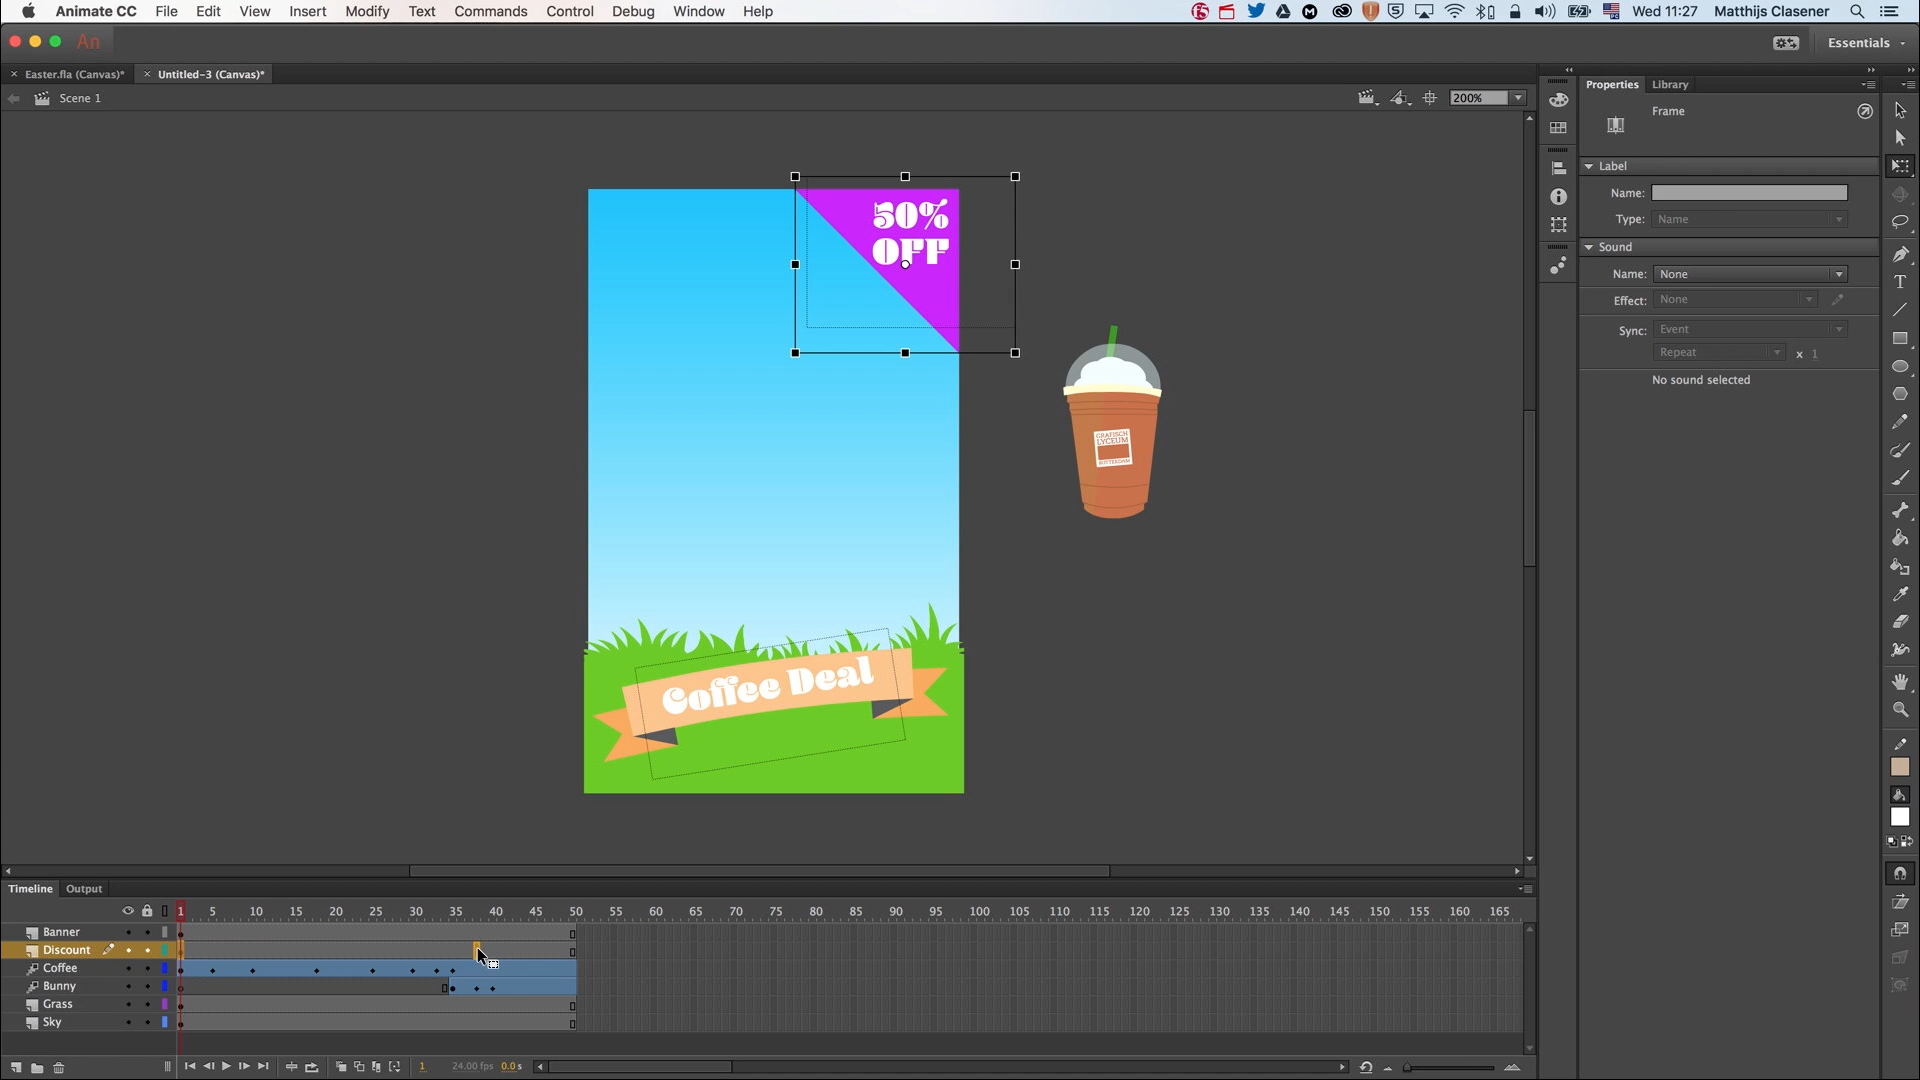 Animate CC File Edit View Insert Modify Text Commands Control Debug Window Help Wed 11:27 Matthijs Clasener
An Essentials
× Easter.fla (Canvas)* × Untitled-3 (Canvas)*
Scene 1 200%
Properties Library
Frame
Label
Name:
Type: Name
Sound
Name: None
Effect: None
Sync: Event
Repeat x 1
No sound selected
50%
OFF
GRAFISCH
LYCEUM
ROTTERDAM
Coffee Deal
Timeline Output
1 5 10 15 20 25 30 35 40 45 50 55 60 65 70 75 80 85 90 95 100 105 110 115 120 125 130 135 140 145 150 155 160 165
Banner
Discount
Coffee
Bunny
Grass
Sky
1 24.00 fps 0.0 s